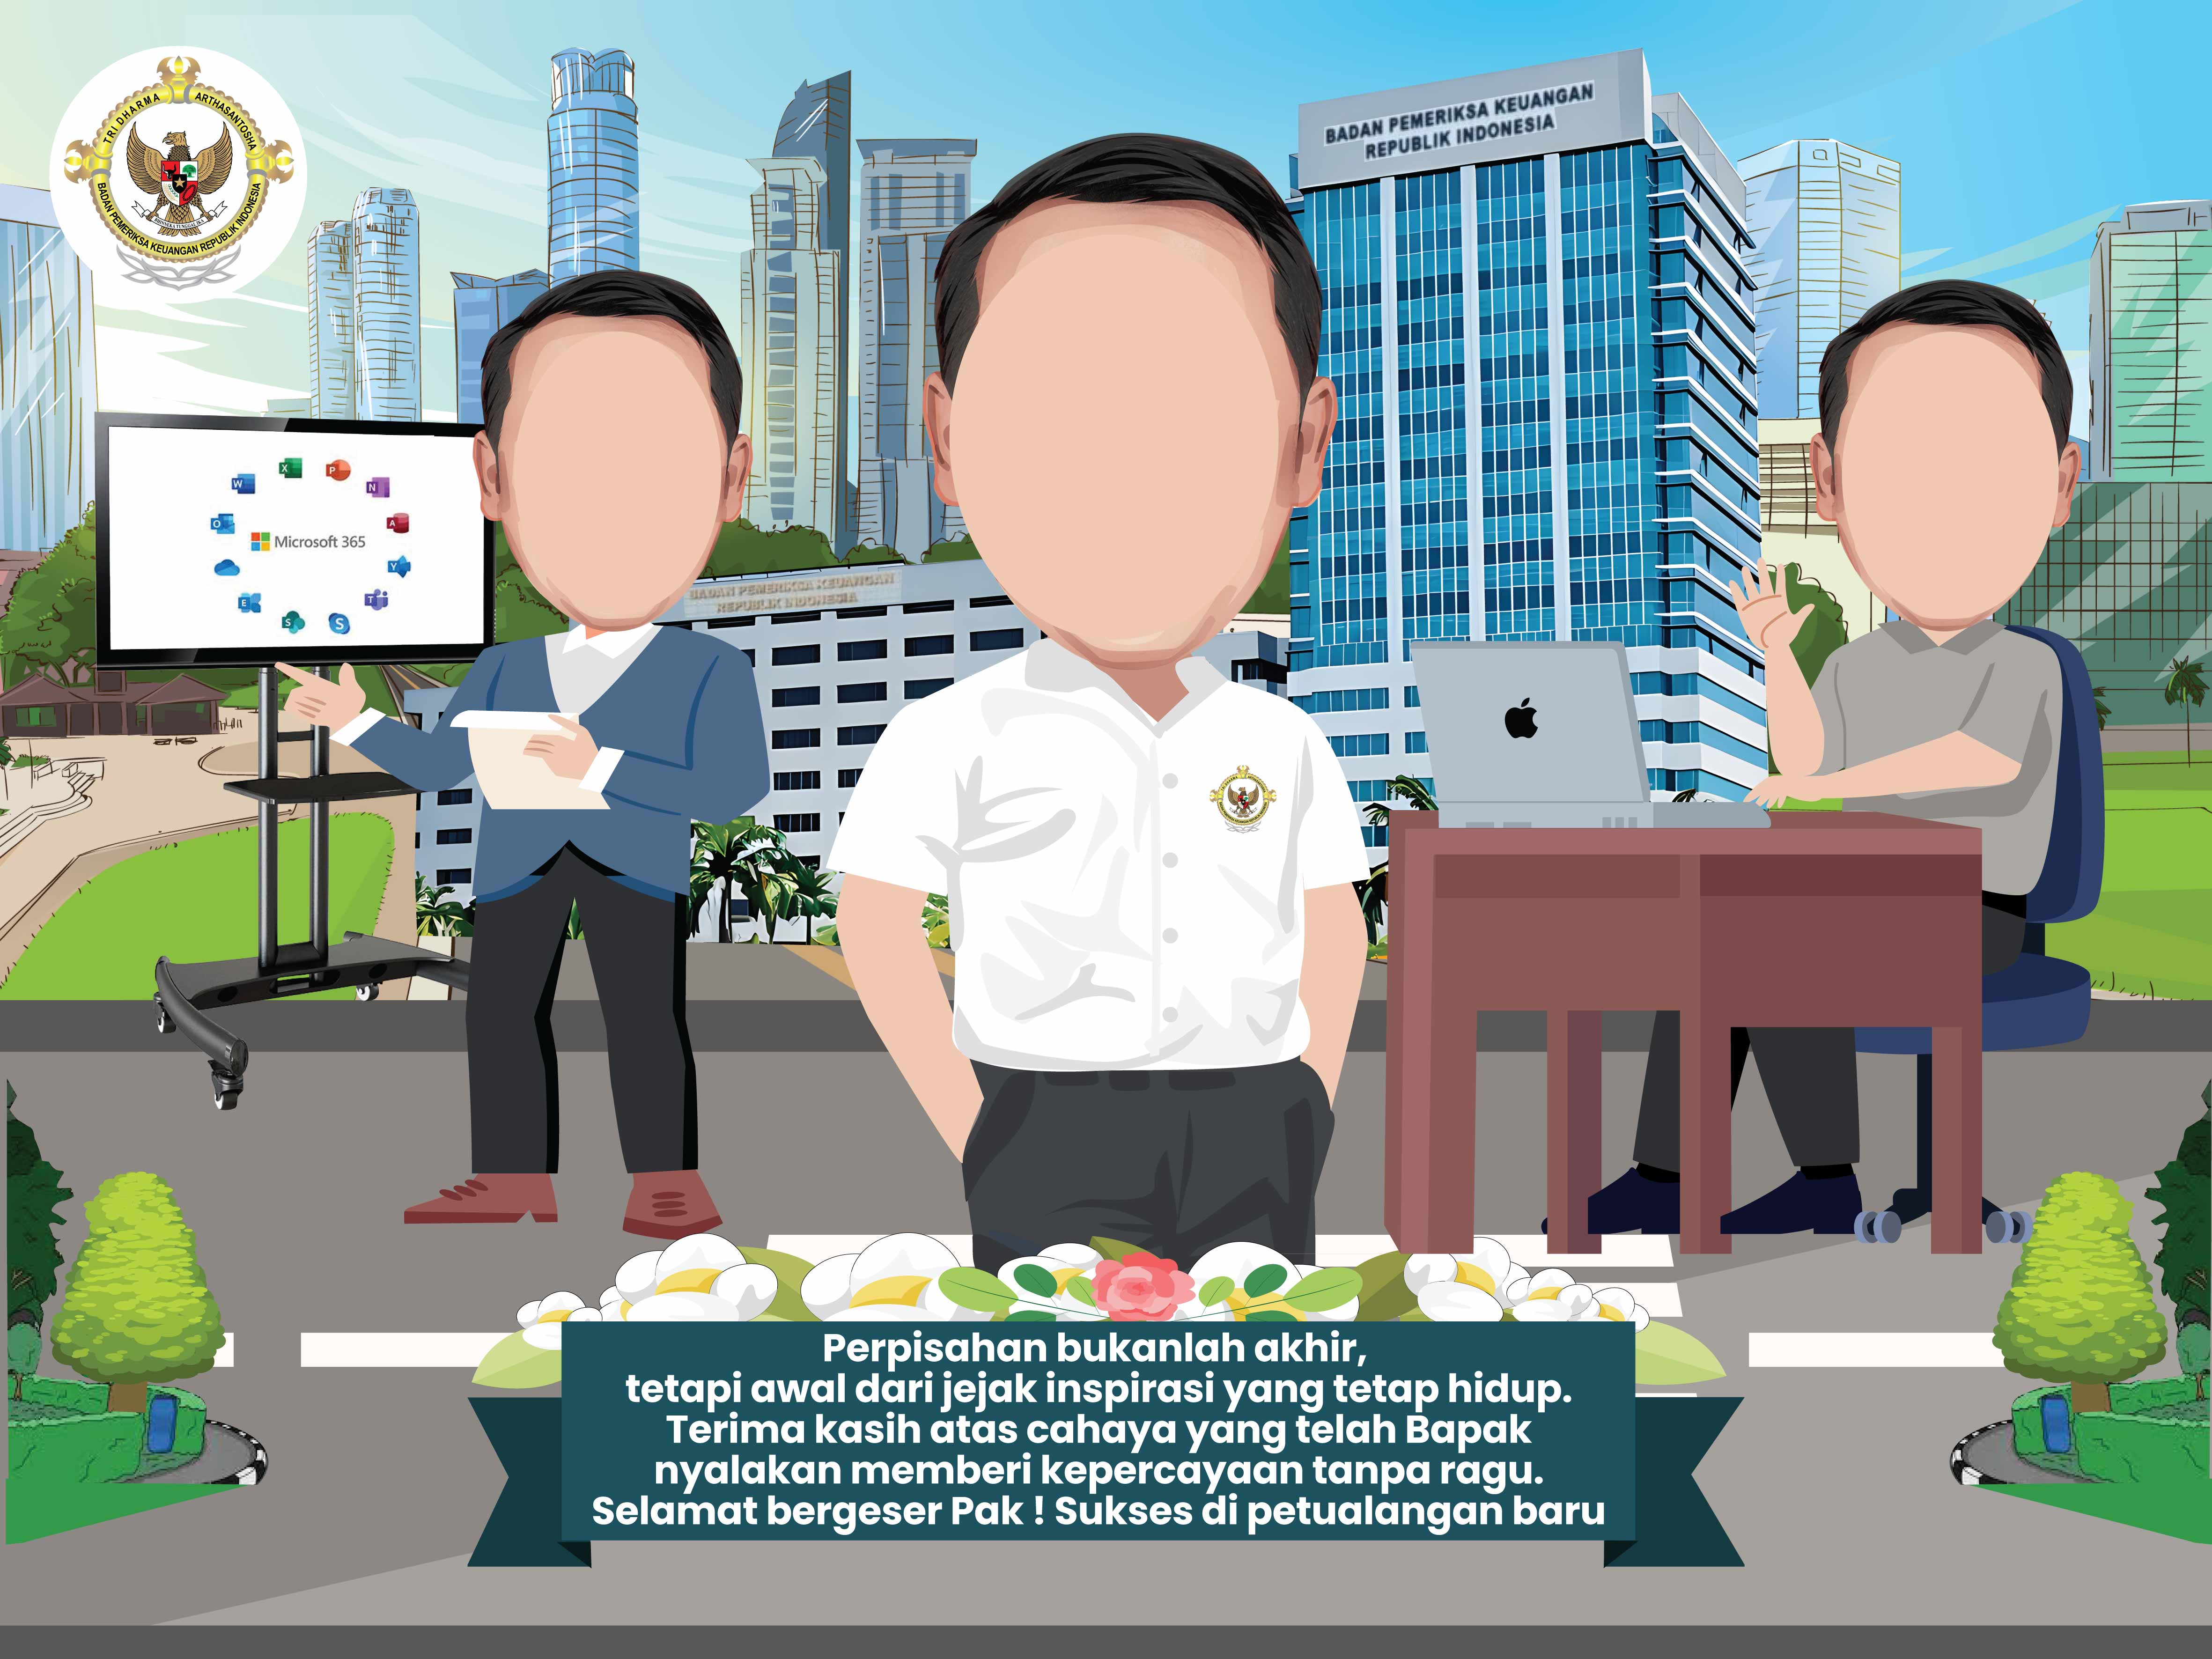 TRI DHARMA ARTHASANTOSHA
BADAN PEMERIKSA KEUANGAN REPUBLIK INDONESIA
BADAN PEMERIKSA KEUANGAN
REPUBLIK INDONESIA
W
X
P
N
O
A
Microsoft 365
Y
E
T
S
S
BADAN PEMERIKSA KEUANGAN
REPUBLIK INDONESIA
Perpisahan bukanlah akhir,
tetapi awal dari jejak inspirasi yang tetap hidup.
Terima kasih atas cahaya yang telah Bapak
nyalakan memberi kepercayaan tanpa ragu.
Selamat bergeser Pak ! Sukses di petualangan baru